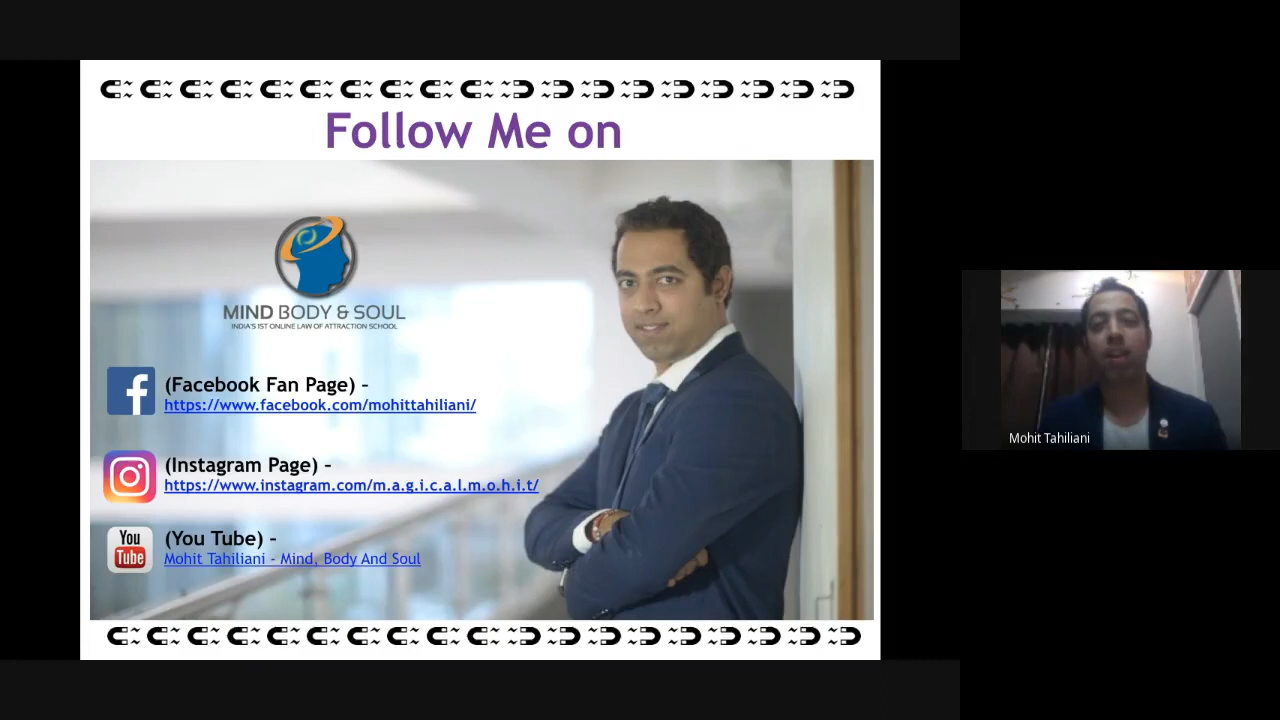 Follow Me on
MIND BODY & SOUL
INDIA'S 1ST ONLINE LAW OF ATTRACTION SCHOOL
(Facebook Fan Page) -
https://www.facebook.com/mohittahiliani/
(Instagram Page) -
https://www.instagram.com/m.a.g.i.c.a.l.m.o.h.i.t/
You
Tube
(You Tube) -
Mohit Tahiliani - Mind, Body And Soul
Mohit Tahiliani